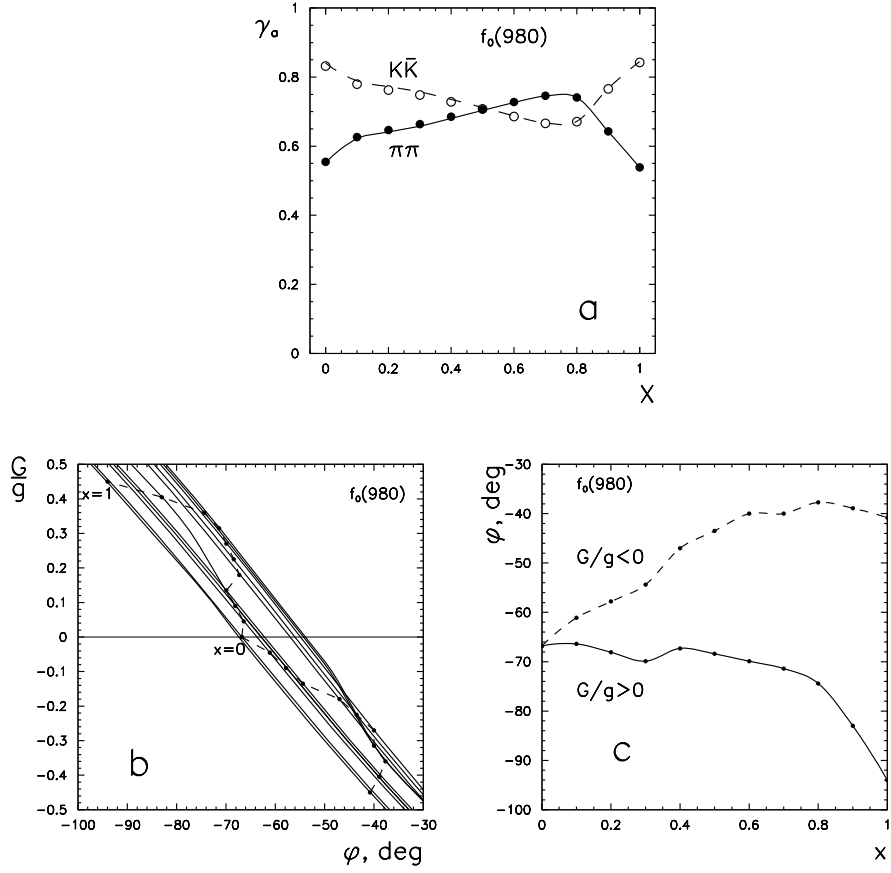 γₐ
1
0.8
0.6
0.4
0.2
0
f₀(980)
KK̄
ππ
a
0 0.2 0.4 0.6 0.8 1
X
G/g
0.5
0.4
0.3
0.2
0.1
0
-0.1
-0.2
-0.3
-0.4
-0.5
f₀(980)
x=1
x=0
b
-100 -90 -80 -70 -60 -50 -40 -30
φ, deg
φ, deg
-30
-40
-50
-60
-70
-80
-90
-100
f₀(980)
G/g<0
G/g>0
c
0 0.2 0.4 0.6 0.8 1
x